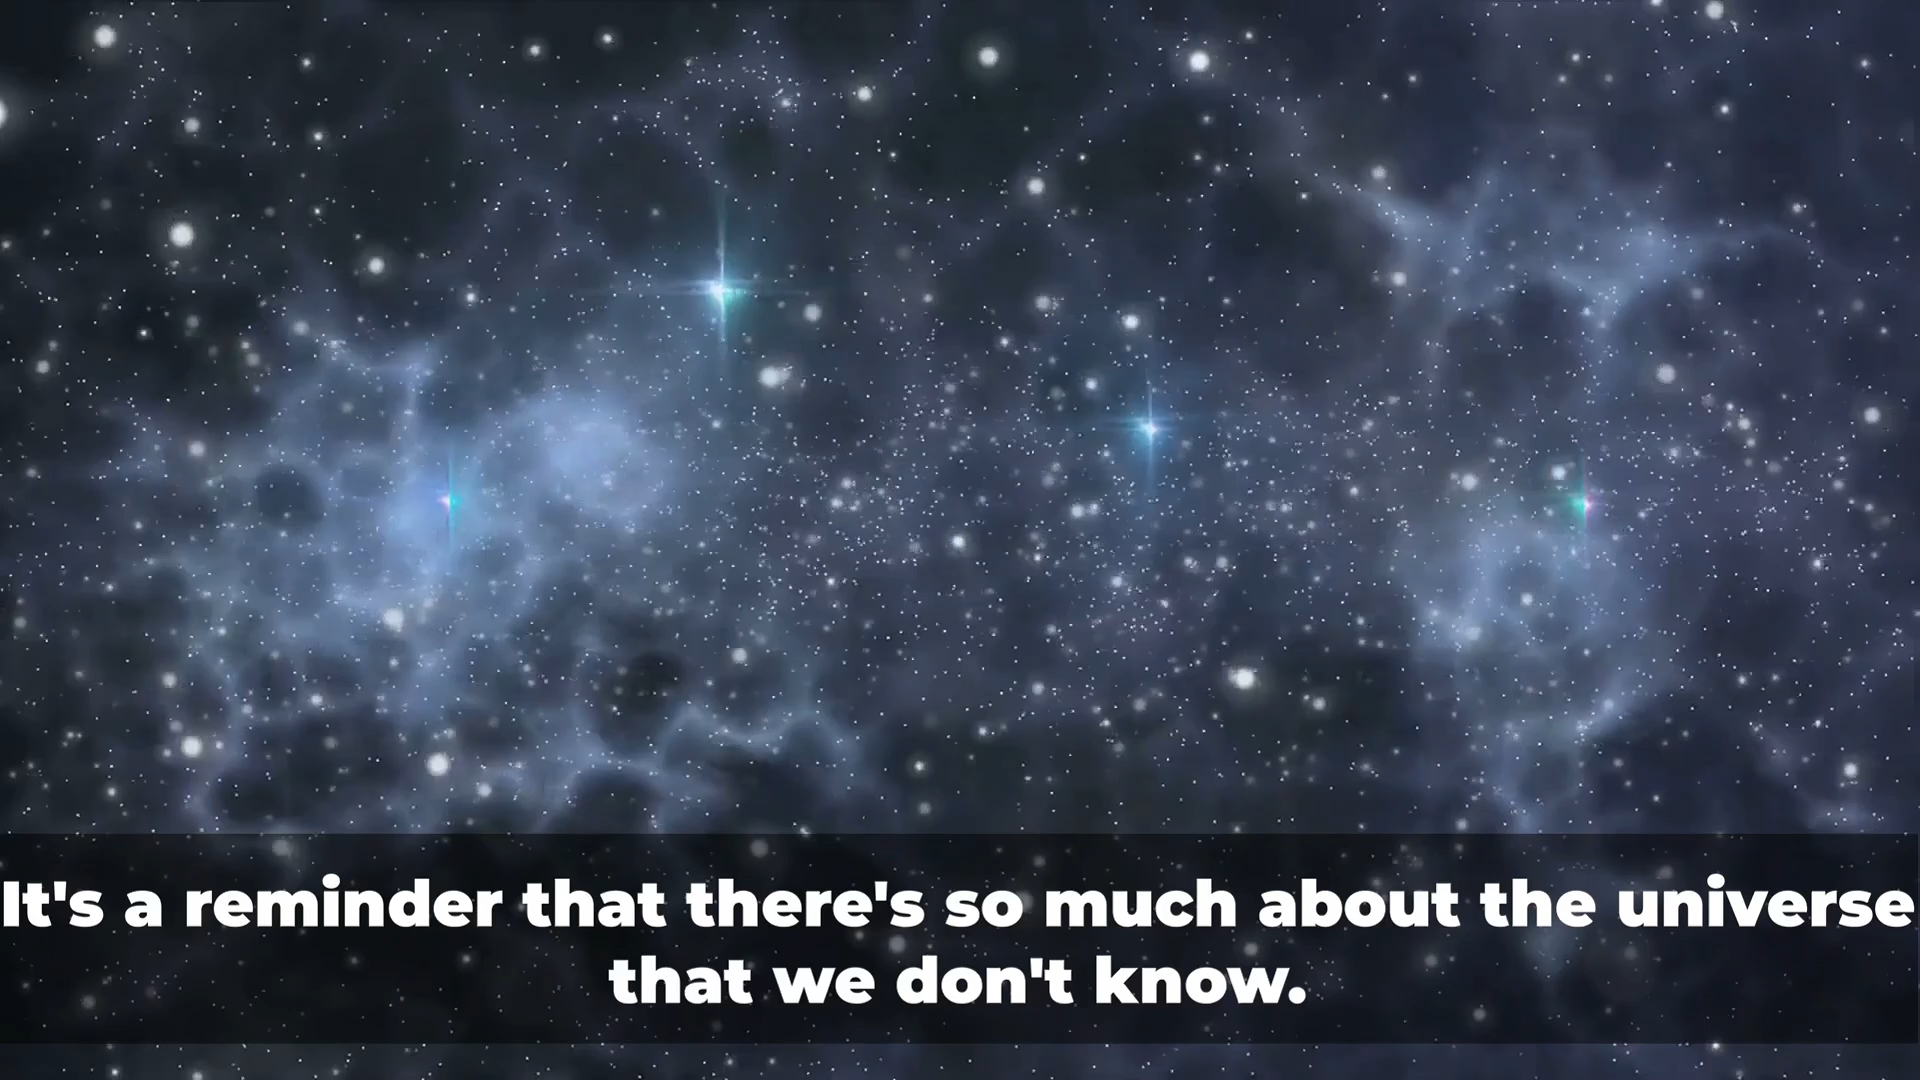 It's a reminder that there's so much about the universe
that we don't know.